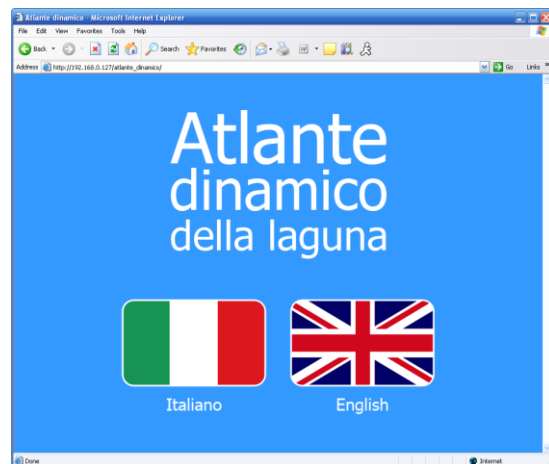 Atlante dinamico - Microsoft Internet Explorer
File Edit View Favorites Tools Help
Back Search Favorites
Address http://192.168.0.127/atlante_dinamico/ Go Links »
Atlante
dinamico
della laguna
Italiano English
Done Internet